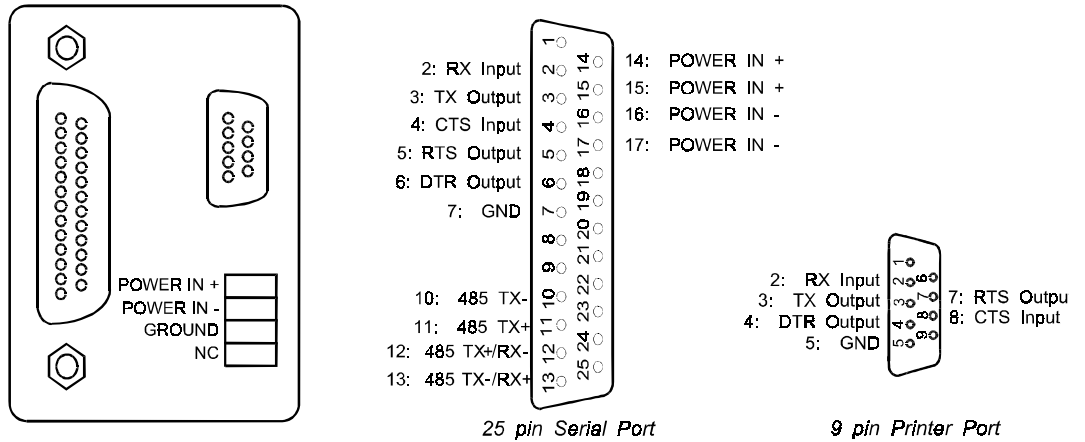 POWER IN +
POWER IN -
GROUND
NC
2: RX Input
3: TX Output
4: CTS Input
5: RTS Output
6: DTR Output
7: GND
10: 485 TX-
11: 485 TX+
12: 485 TX+/RX-
13: 485 TX-/RX+
1
2
3
4
5
6
7
8
9
10
11
12
13
14
15
16
17
18
19
20
21
22
23
24
25
14: POWER IN +
15: POWER IN +
16: POWER IN -
17: POWER IN -
25 pin Serial Port
2: RX Input
3: TX Output
4: DTR Output
5: GND
1
2
3
4
5
6
7
8
9
7: RTS Outpu
8: CTS Input
9 pin Printer Port